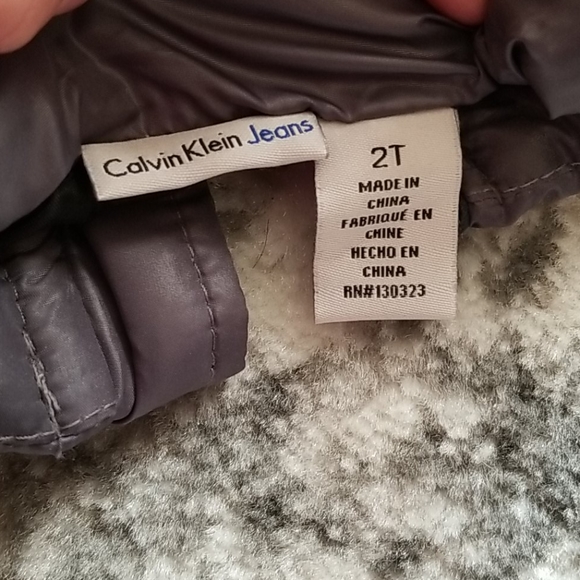 Calvin Klein Jeans
2T
MADE IN
CHINA
FABRIQUÉ EN
CHINE
HECHO EN
CHINA
RN#130323